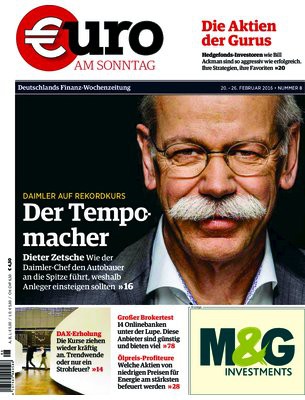 €uro
AM SONNTAG
Die Aktien
der Gurus
Hedgefonds-Investoren wie Bill
Ackman sind so aggressiv wie erfolgreich.
Ihre Strategien, ihre Favoriten »20
Deutschlands Finanz-Wochenzeitung
20. – 26. FEBRUAR 2016 • NUMMER 8
DAIMLER AUF REKORDKURS
Der Tempo-
macher
Dieter Zetsche Wie der
Daimler-Chef den Autobauer
an die Spitze führt, weshalb
Anleger einsteigen sollten »16
DAX-Erholung
Die Kurse ziehen
wieder kräftig
an. Trendwende
oder nur ein
Strohfeuer? »14
Großer Brokertest
14 Onlinebanken
unter der Lupe. Diese
Anbieter sind günstig
und bieten viel »78
Ölpreis-Profiteure
Welche Aktien von
niedrigen Preisen für
Energie am stärksten
befeuert werden »28
M&G
INVESTMENTS